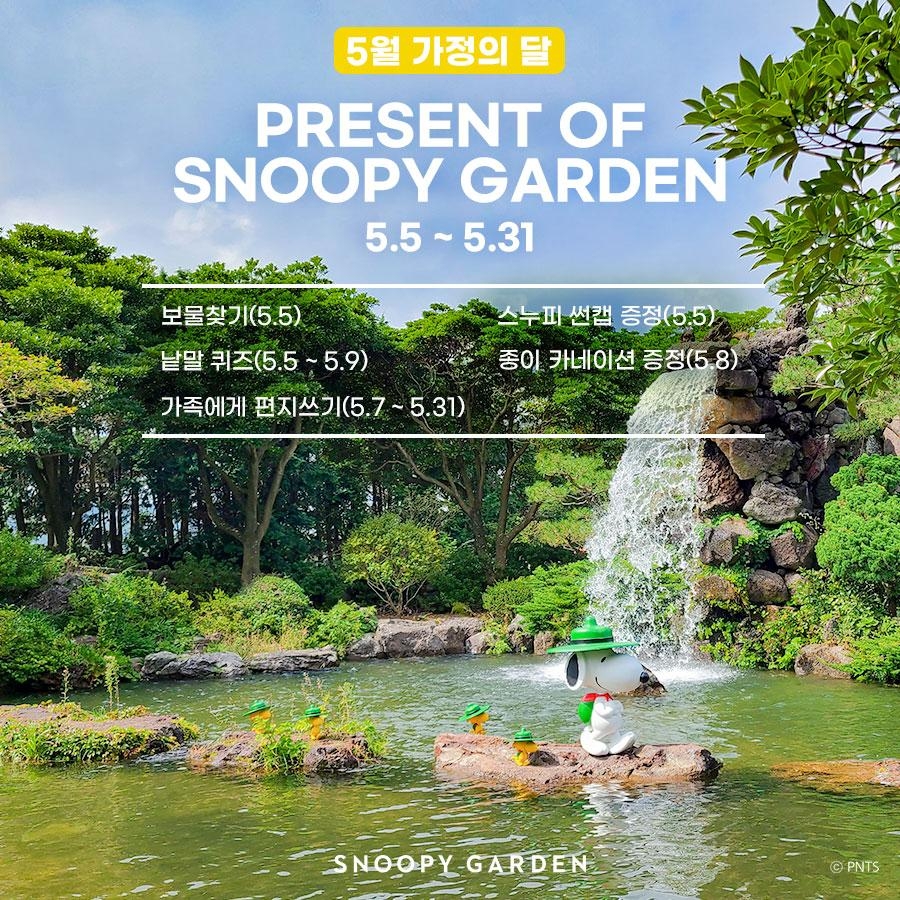 5월 가정의 달
PRESENT OF
SNOOPY GARDEN
5.5 ~ 5.31
보물찾기(5.5)
스누피 썬캡 증정(5.5)
낱말 퀴즈(5.5 ~ 5.9)
종이 카네이션 증정(5.8)
가족에게 편지쓰기(5.7 ~ 5.31)
SNOOPY GARDEN
© PNTS